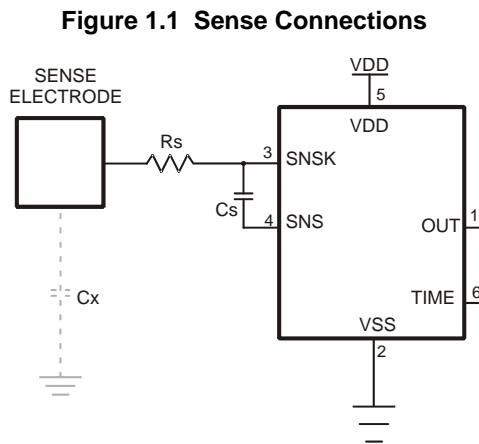 Figure 1.1 Sense Connections
VDD
SENSE
ELECTRODE
5
VDD
Rs
3
SNSK
Cs
4
SNS
OUT
1
Cx
TIME
6
VSS
2